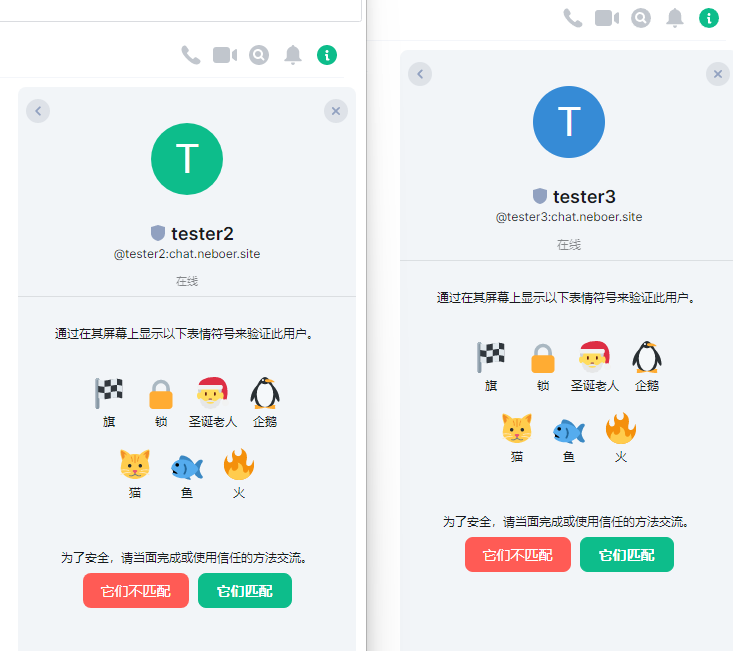 T
tester2
@tester2:chat.neboer.site
在线
通过在其屏幕上显示以下表情符号来验证此用户。
旗 锁 圣诞老人 企鹅
猫 鱼 火
为了安全，请当面完成或使用信任的方法交流。
它们不匹配 它们匹配
T
tester3
@tester3:chat.neboer.site
在线
通过在其屏幕上显示以下表情符号来验证此用户。
旗 锁 圣诞老人 企鹅
猫 鱼 火
为了安全，请当面完成或使用信任的方法交流。
它们不匹配 它们匹配